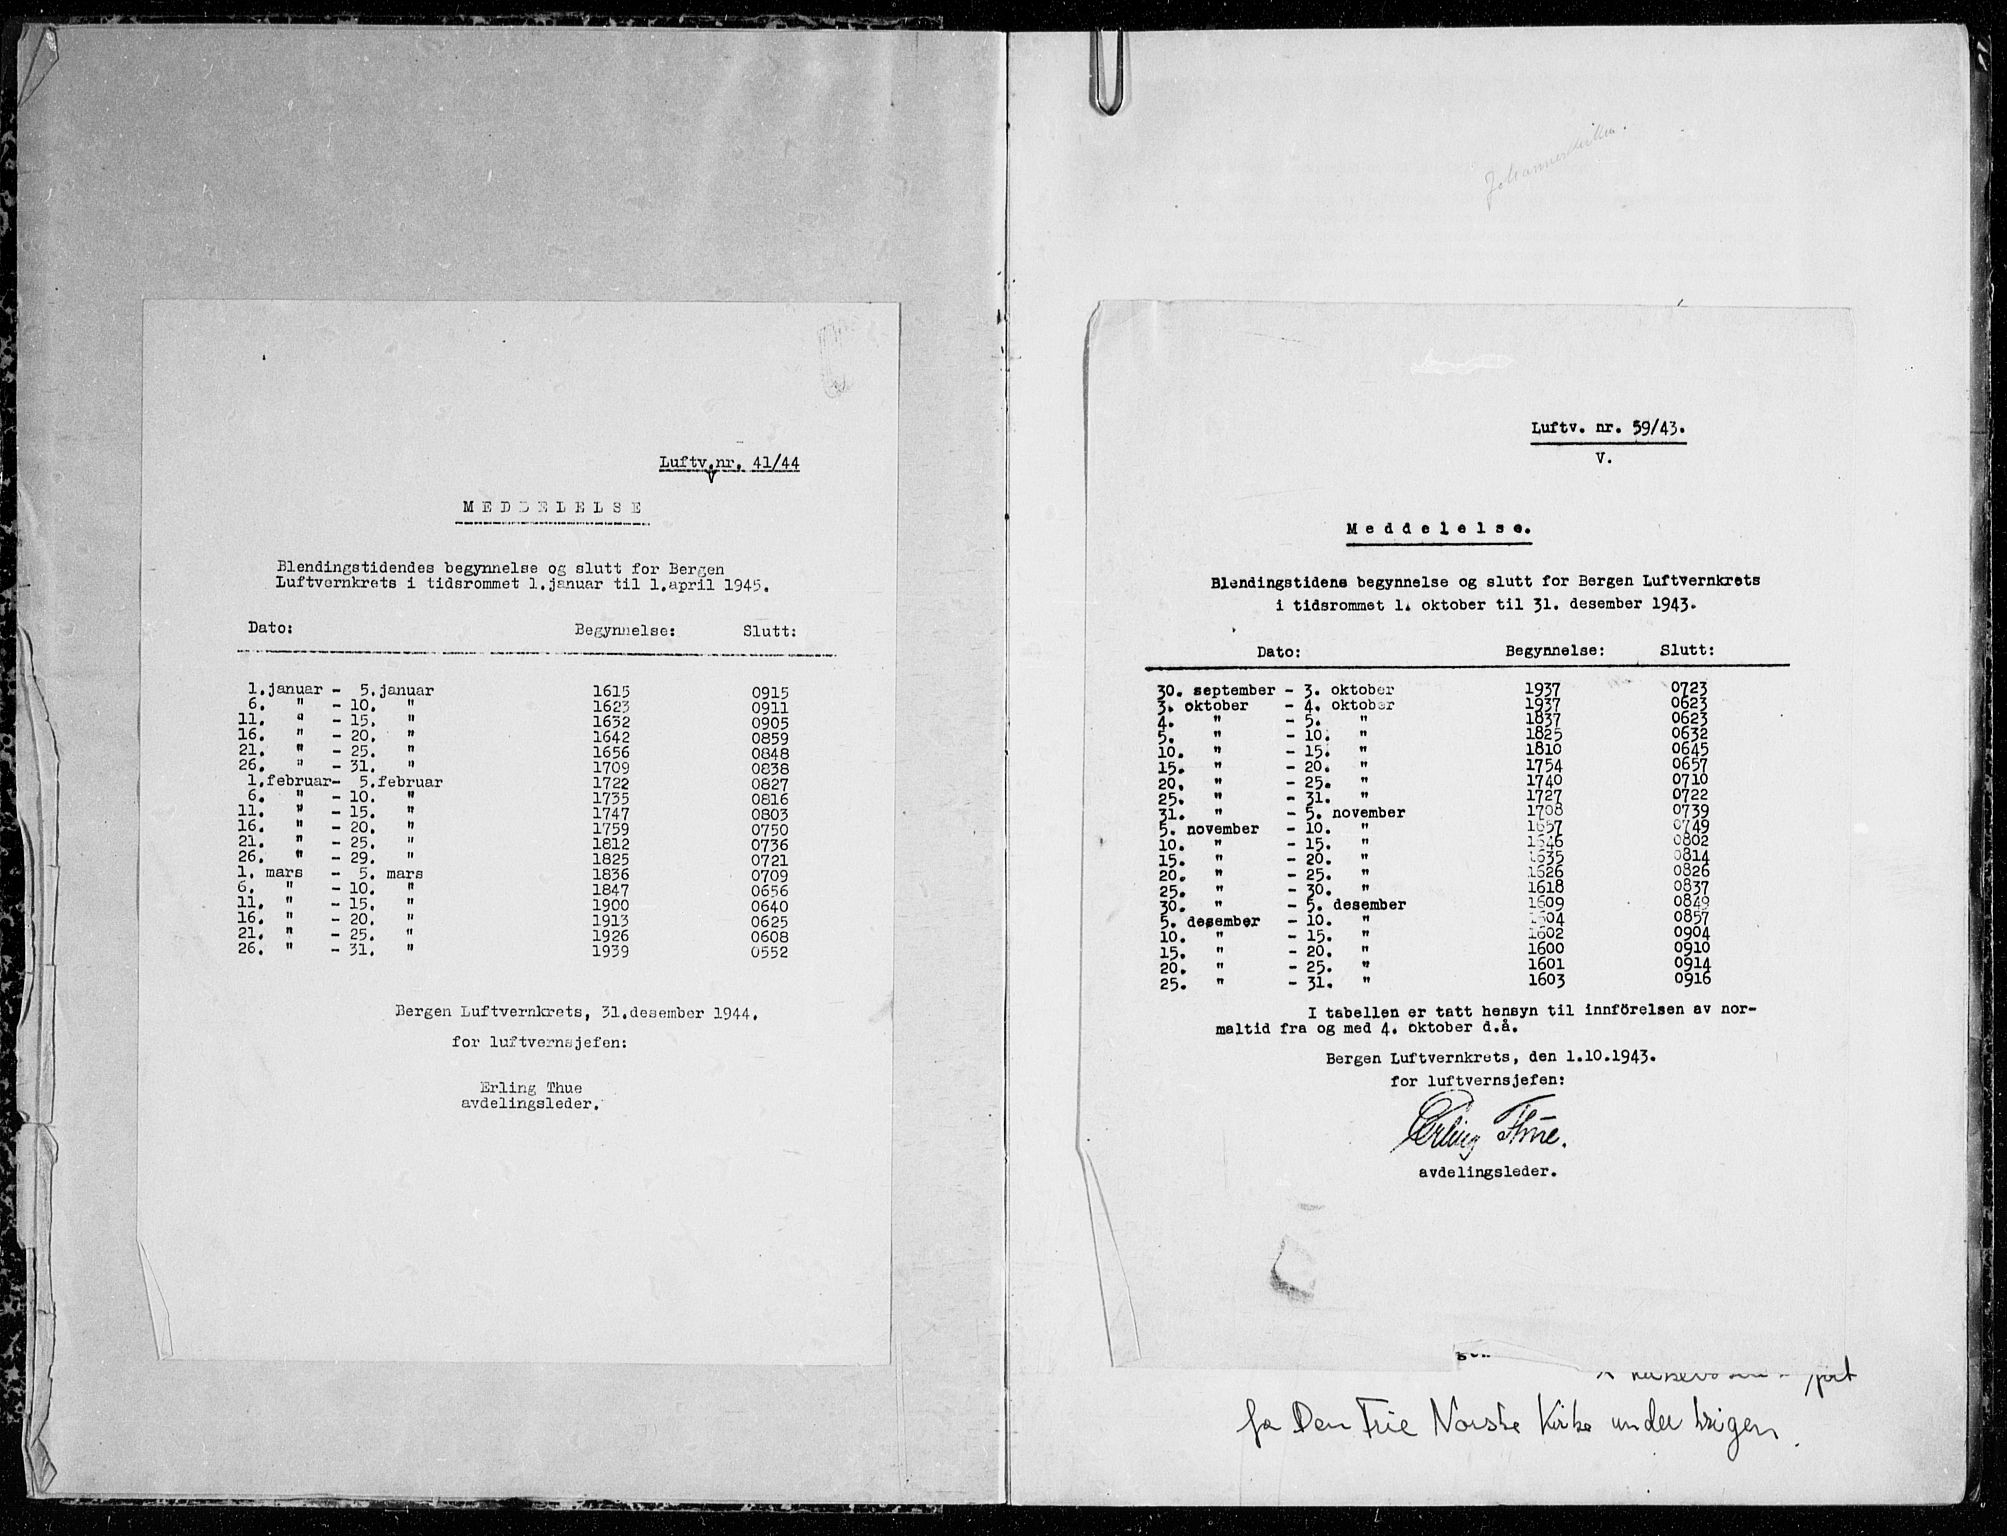 Luftv.nr. 41/44
V
MEDDELELSE
Blendingstidendes begynnelse og slutt for Bergen
Luftvernkrets i tidsrommet 1.januar til 1.april 1945.
Dato: Begynnelse: Slutt:
1.januar - 5.januar 1615 0915
6. " - 10. " 1623 0911
11. " - 15. " 1632 0905
16. " - 20. " 1642 0859
21. " - 25. " 1656 0848
26. " - 31. " 1709 0838
1.februar- 5.februar 1722 0827
6. " - 10. " 1735 0816
11. " - 15. " 1747 0803
16. " - 20. " 1759 0750
21. " - 25. " 1812 0736
26. " - 29. " 1825 0721
1. mars - 5. mars 1836 0709
6. " - 10. " 1847 0656
11. " - 15. " 1900 0640
16. " - 20. " 1913 0625
21. " - 25. " 1926 0608
26. " - 31. " 1939 0552
Bergen Luftvernkrets, 31.desember 1944.
for luftvernsjefen:
Erling Thue
avdelingsleder.
Johanneskirken.
Luftv. nr. 59/43.
V.
Meddelelse.
Blendingstidens begynnelse og slutt for Bergen Luftvernkrets
i tidsrommet 1. oktober til 31. desember 1943.
Dato: Begynnelse: Slutt:
30. september - 3. oktober 1937 0723
3. oktober - 4. oktober 1937 0623
4. " - 5. " 1837 0623
5. " - 10. " 1825 0632
10. " - 15. " 1810 0645
15. " - 20. " 1754 0657
20. " - 25. " 1740 0710
25. " - 31. " 1727 0722
31. " - 5. november 1708 0739
5. november - 10. " 1657 0749
10. " - 15. " 1646 0802
15. " - 20. " 1635 0814
20. " - 25. " 1626 0826
25. " - 30. " 1618 0837
30. " - 5. desember 1609 0849
5. desember - 10. " 1604 0857
10. " - 15. " 1602 0904
15. " - 20. " 1600 0910
20. " - 25. " 1601 0914
25. " - 31. " 1603 0916
I tabellen er tatt hensyn til innförelsen av nor-
maltid fra og med 4. oktober d.å.
Bergen Luftvernkrets, den 1.10.1943.
for luftvernsjefen:
Erling Thue.
avdelingsleder.
Den Frie Norske Kirke under krigen.